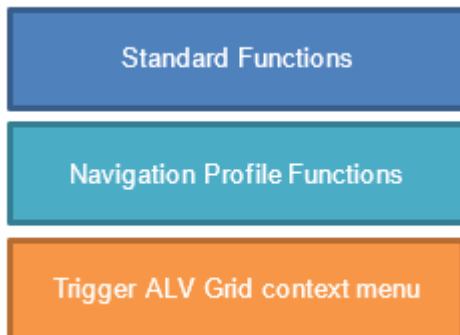 Standard Functions
Navigation Profile Functions
Trigger ALV Grid context menu